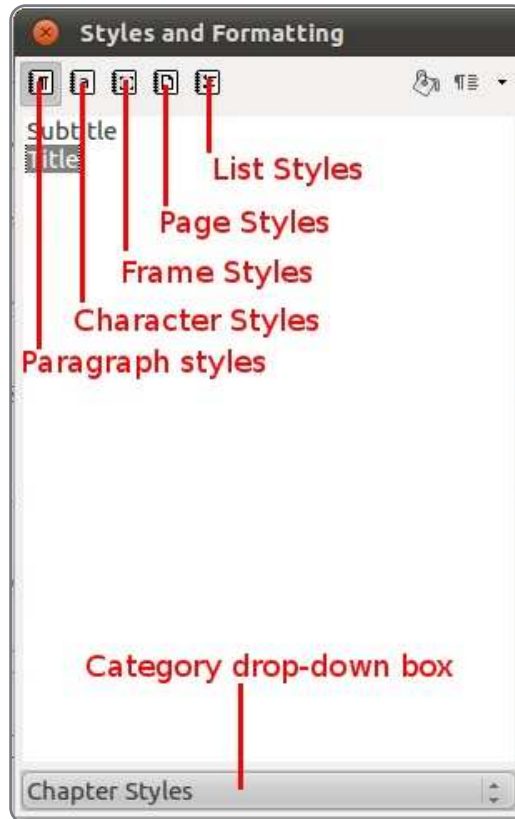 Styles and Formatting
Subtitle
Title
List Styles
Page Styles
Frame Styles
Character Styles
Paragraph styles
Category drop-down box
Chapter Styles